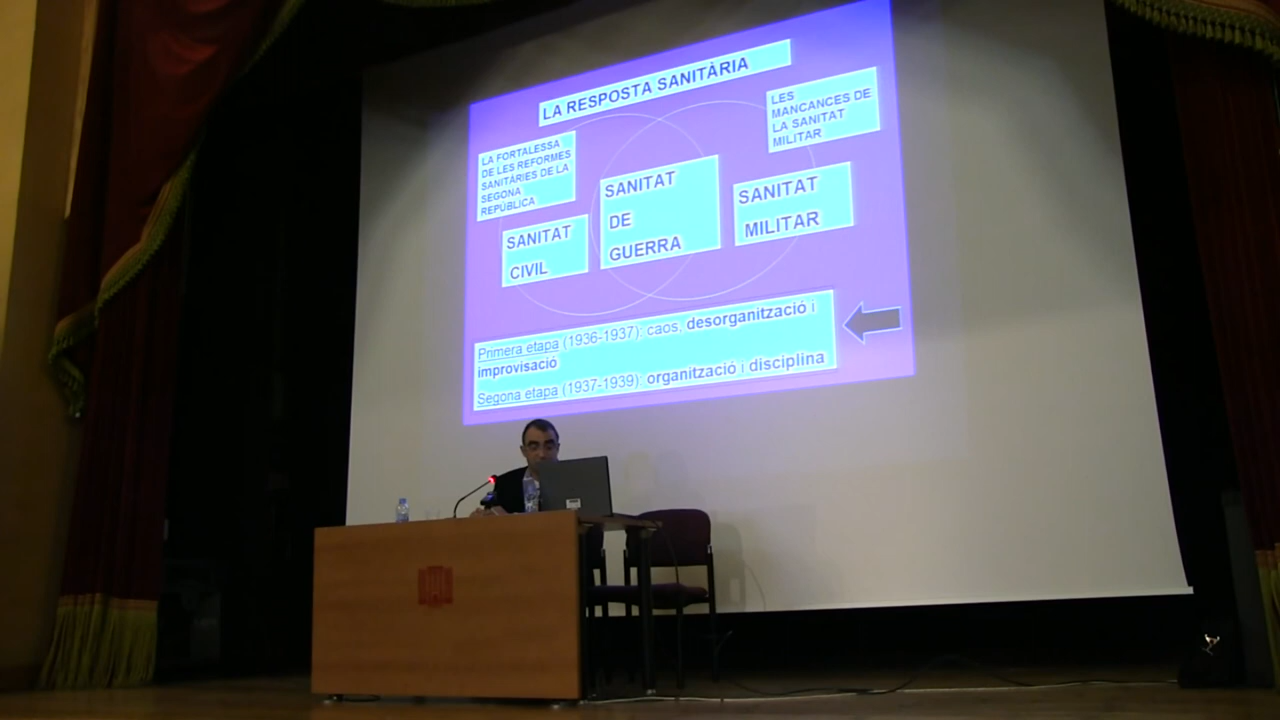 LA RESPOSTA SANITÀRIA
LA FORTALESSA
DE LES REFORMES
SANITÀRIES DE LA
SEGONA
REPÚBLICA
LES
MANCANCES DE
LA SANITAT
MILITAR
SANITAT
CIVIL
SANITAT
DE
GUERRA
SANITAT
MILITAR
Primera etapa (1936-1937): caos, desorganització i
improvisació
Segona etapa (1937-1939): organització i disciplina